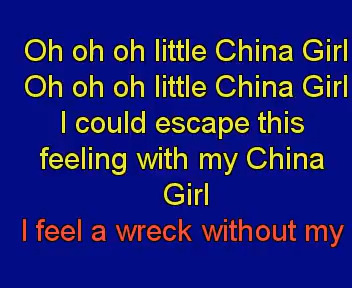 Oh oh oh little China Girl
Oh oh oh little China Girl
I could escape this
feeling with my China
Girl
I feel a wreck without my